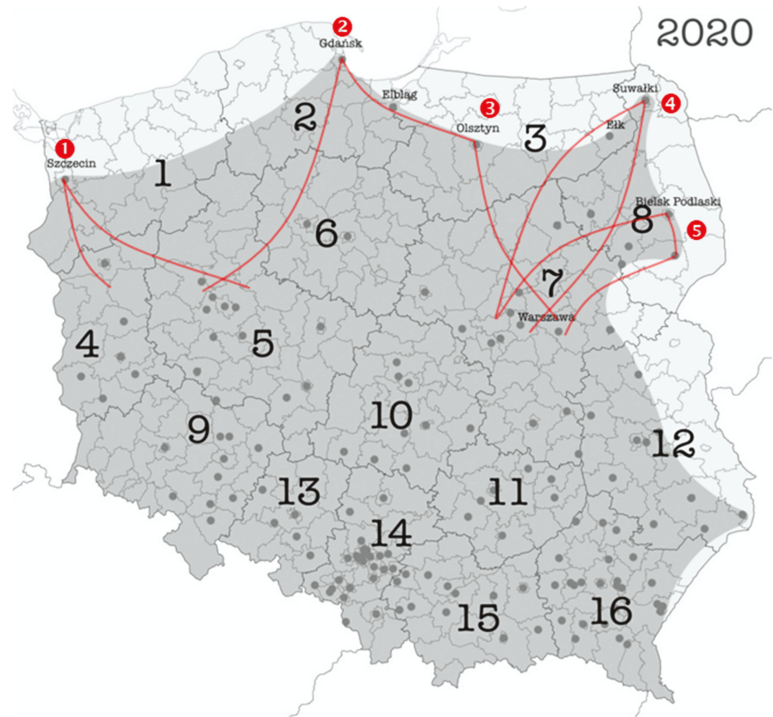 2020
2
Gdańsk
Suwałki
4
Elbląg
3
Olsztyn
Ełk
2
3
1
Szczecin
1
Bielsk Podlaski
8
5
6
7
Warszawa
4
5
10
9
12
13
11
14
15
16